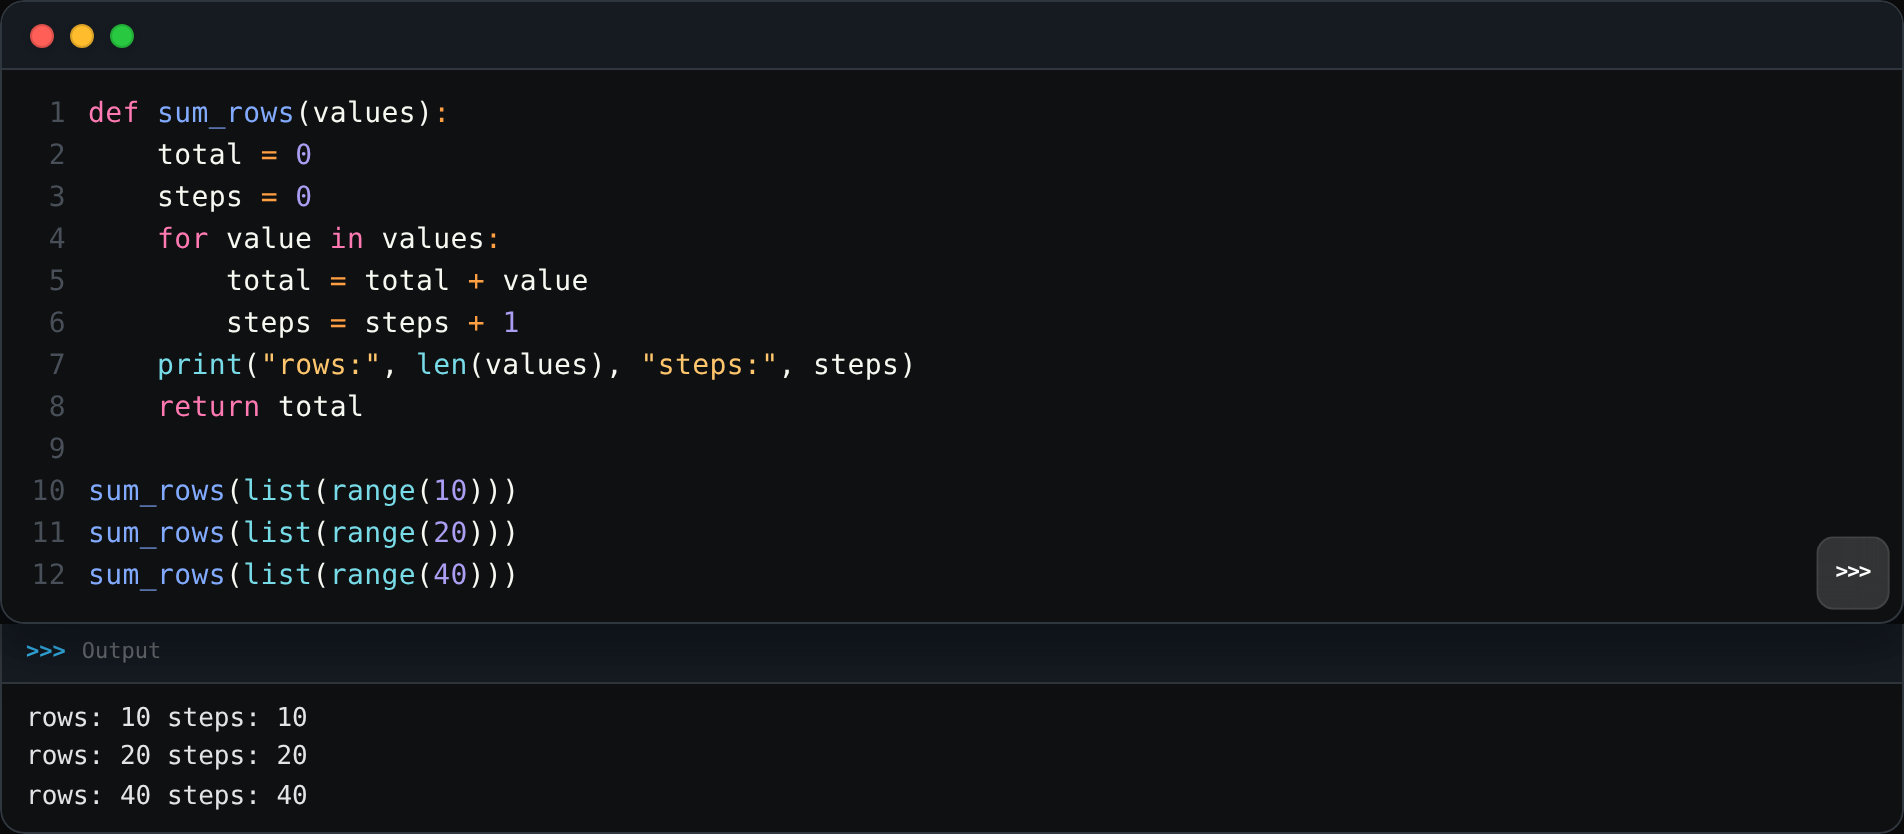 1 def sum_rows(values):
2     total = 0
3     steps = 0
4     for value in values:
5         total = total + value
6         steps = steps + 1
7     print("rows:", len(values), "steps:", steps)
8     return total
9
10 sum_rows(list(range(10)))
11 sum_rows(list(range(20)))
12 sum_rows(list(range(40)))
>>>
>>> Output
rows: 10 steps: 10
rows: 20 steps: 20
rows: 40 steps: 40